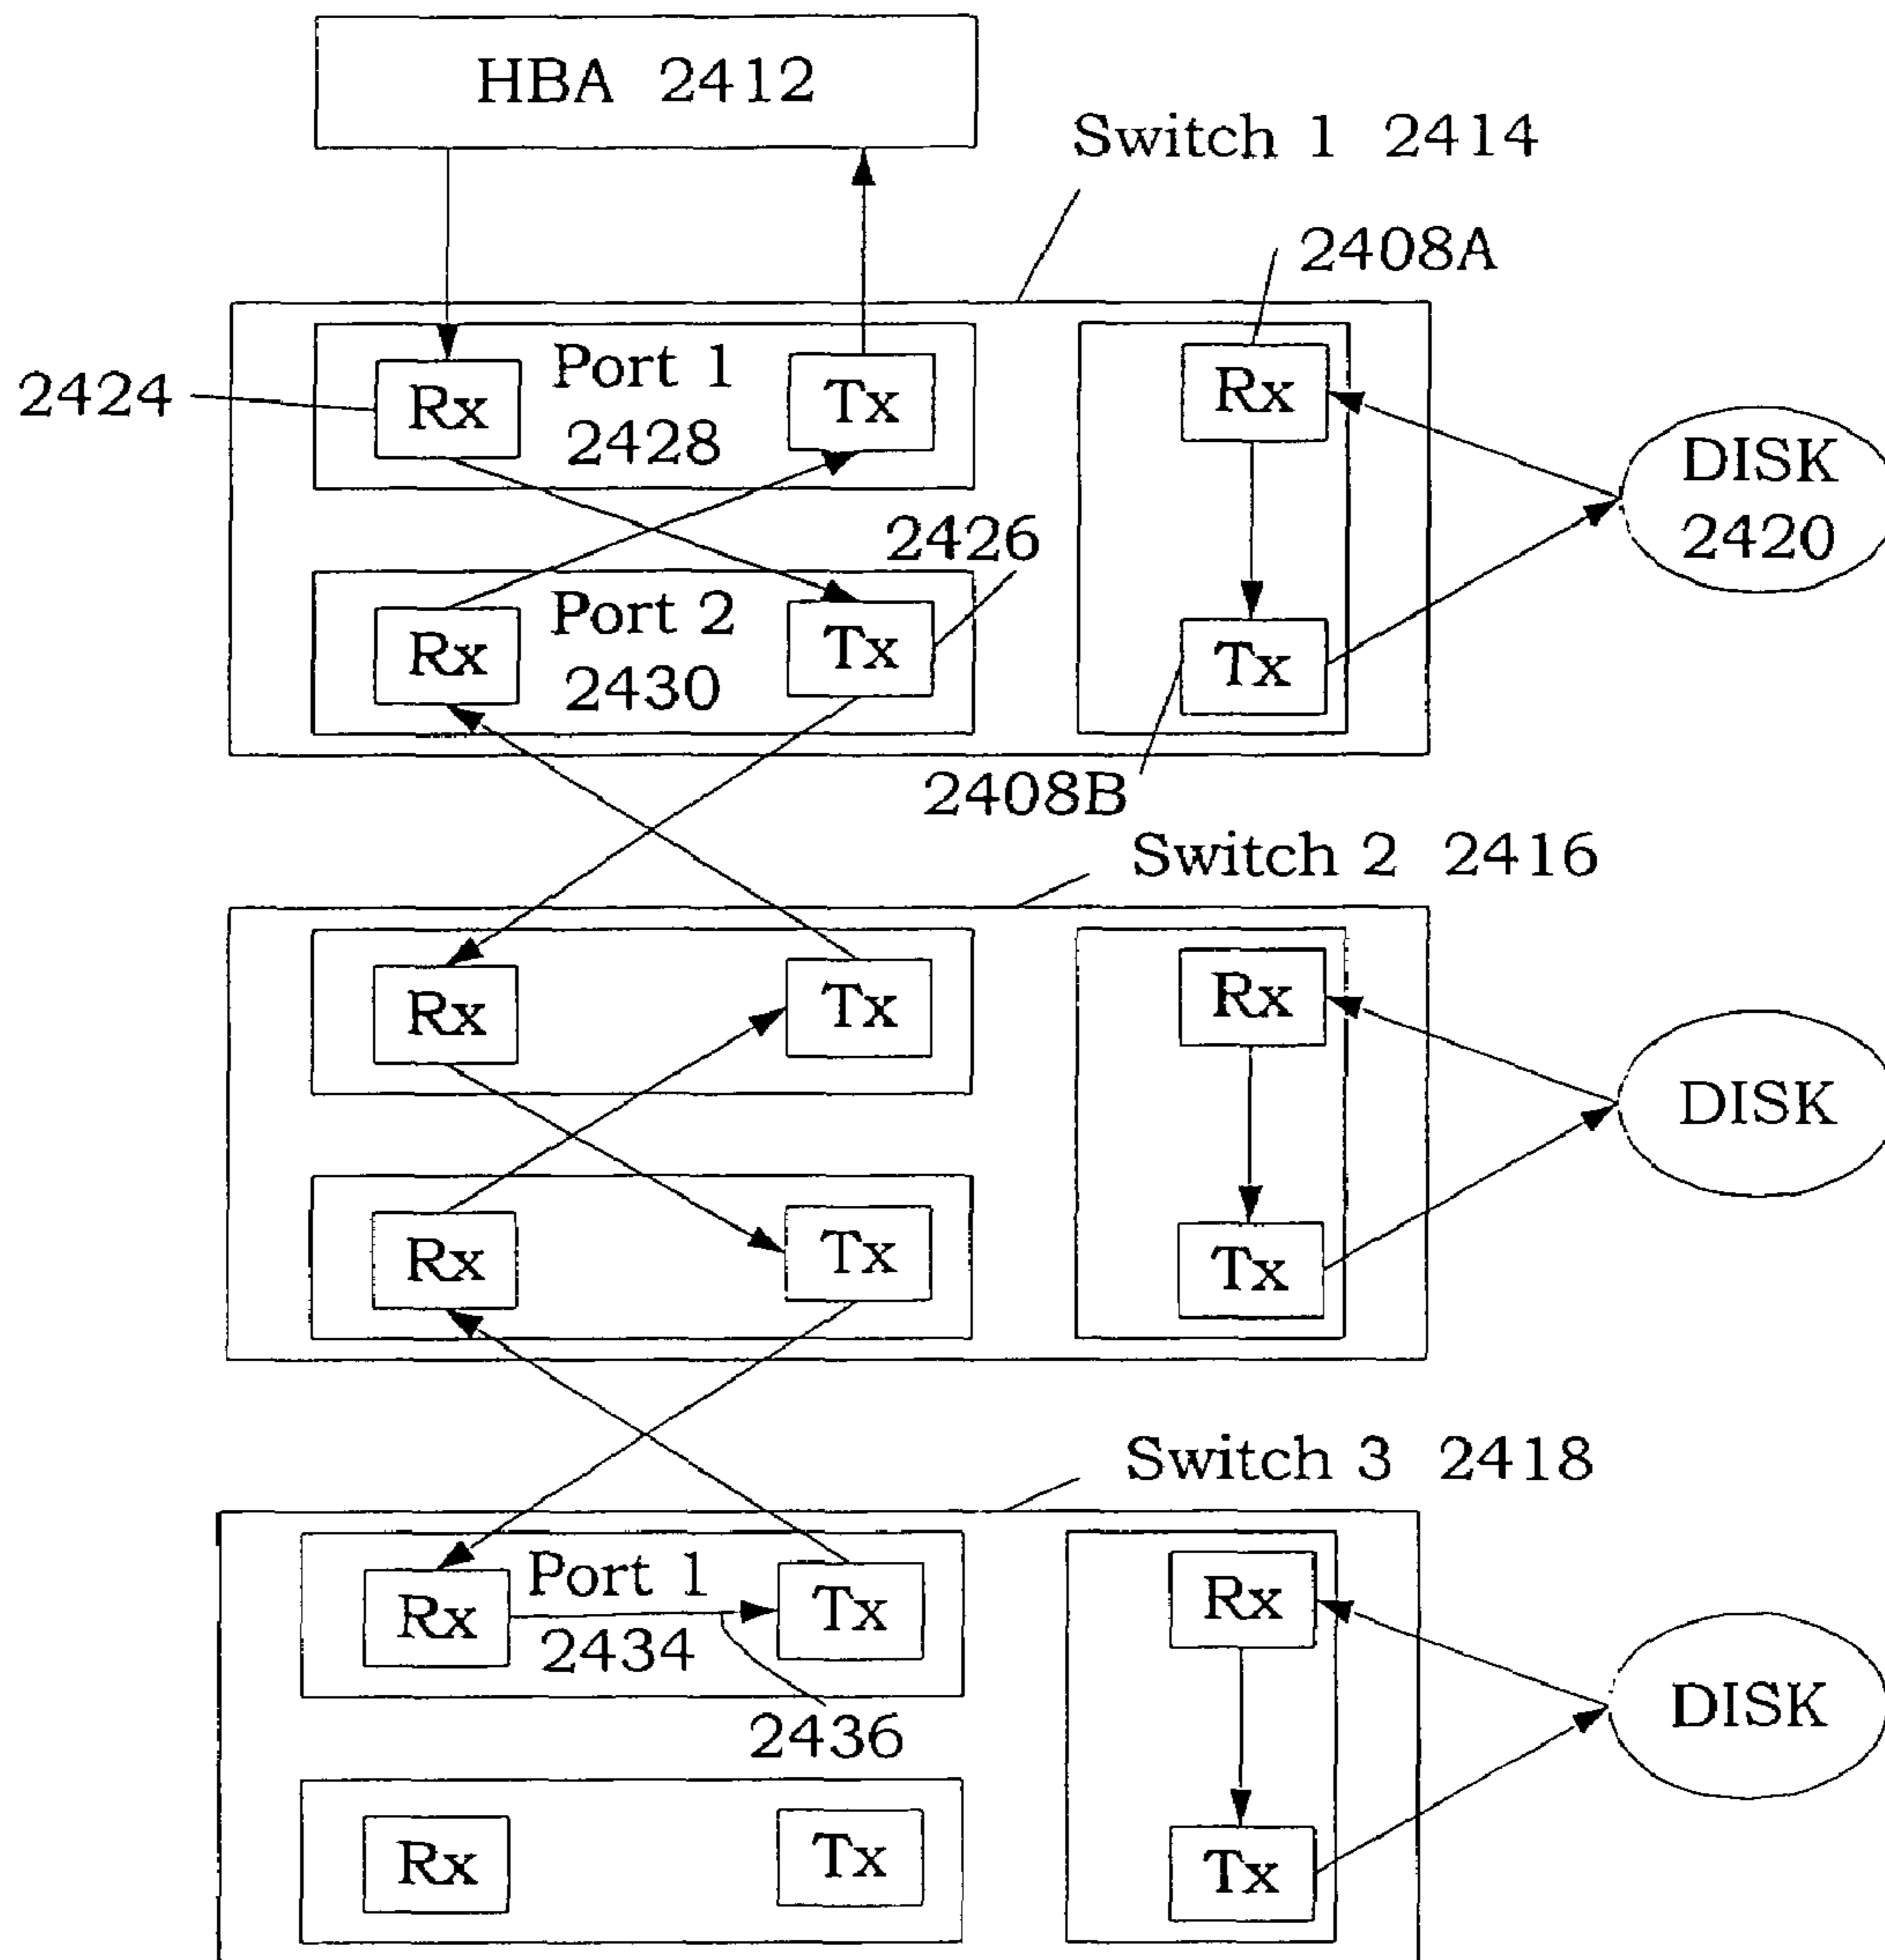 HBA 2412
Switch 1 2414
2408A
2424
Rx
Port 1
2428
Tx
Rx
DISK
2420
2426
Rx
Port 2
2430
Tx
Tx
2408B
Switch 2 2416
Rx
Tx
Rx
DISK
Rx
Tx
Tx
Switch 3 2418
Rx
Port 1
2434
Tx
Rx
DISK
2436
Rx
Tx
Tx